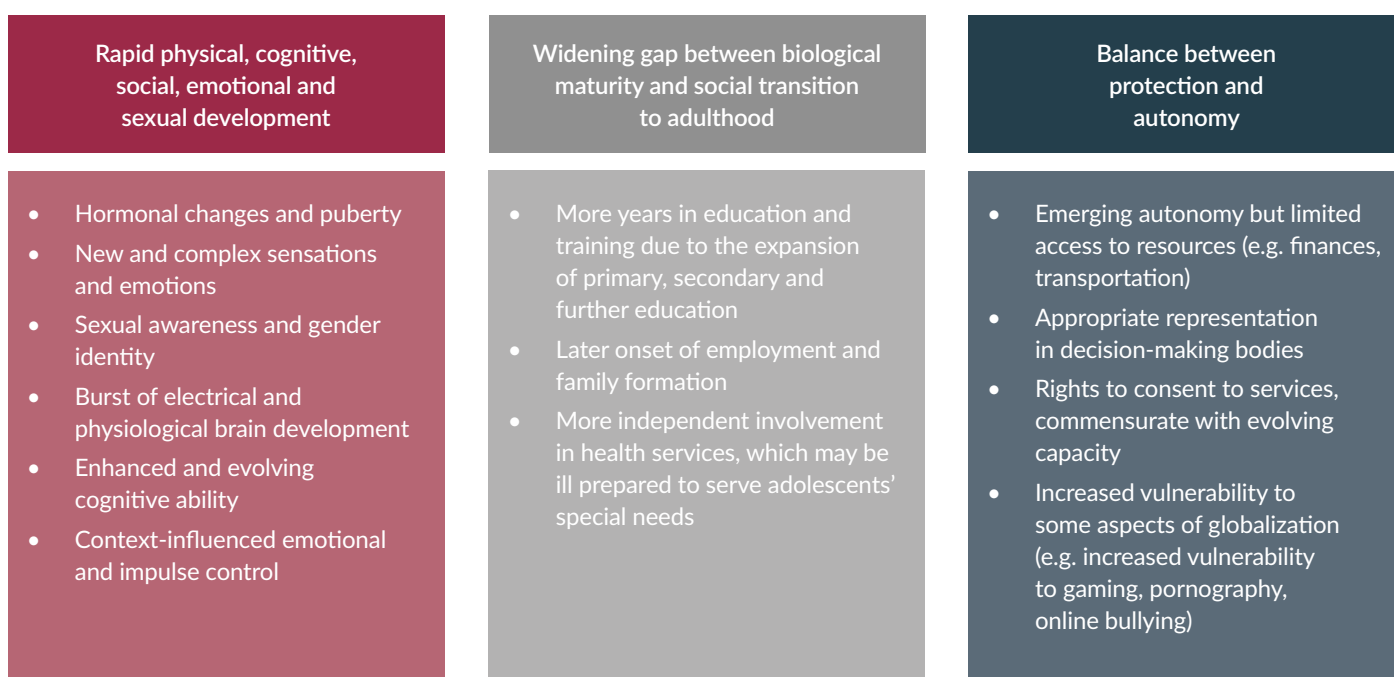 Rapid physical, cognitive,
social, emotional and
sexual development
• Hormonal changes and puberty
• New and complex sensations
and emotions
• Sexual awareness and gender
identity
• Burst of electrical and
physiological brain development
• Enhanced and evolving
cognitive ability
• Context-influenced emotional
and impulse control
Widening gap between biological
maturity and social transition
to adulthood
• More years in education and
training due to the expansion
of primary, secondary and
further education
• Later onset of employment and
family formation
• More independent involvement
in health services, which may be
ill prepared to serve adolescents’
special needs
Balance between
protection and
autonomy
• Emerging autonomy but limited
access to resources (e.g. finances,
transportation)
• Appropriate representation
in decision-making bodies
• Rights to consent to services,
commensurate with evolving
capacity
• Increased vulnerability to
some aspects of globalization
(e.g. increased vulnerability
to gaming, pornography,
online bullying)